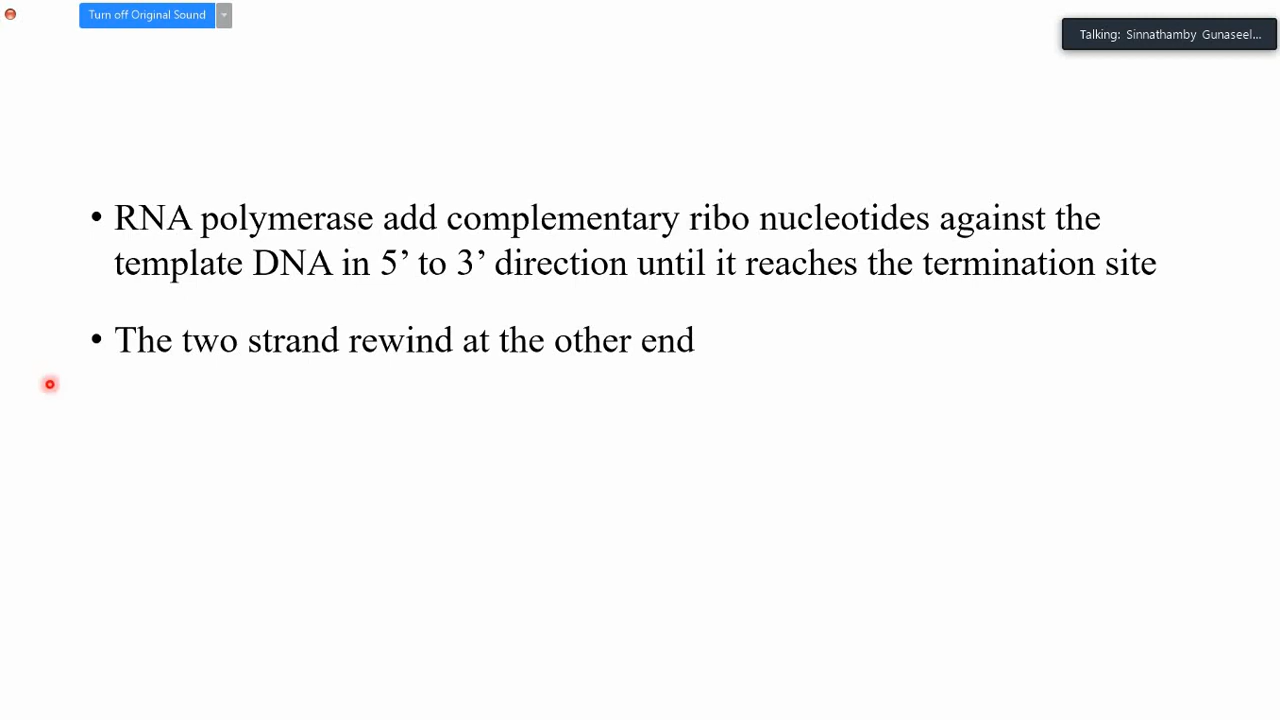 Turn off Original Sound
Talking: Sinnathamby Gunaseel...
• RNA polymerase add complementary ribo nucleotides against the
template DNA in 5’ to 3’ direction until it reaches the termination site
• The two strand rewind at the other end